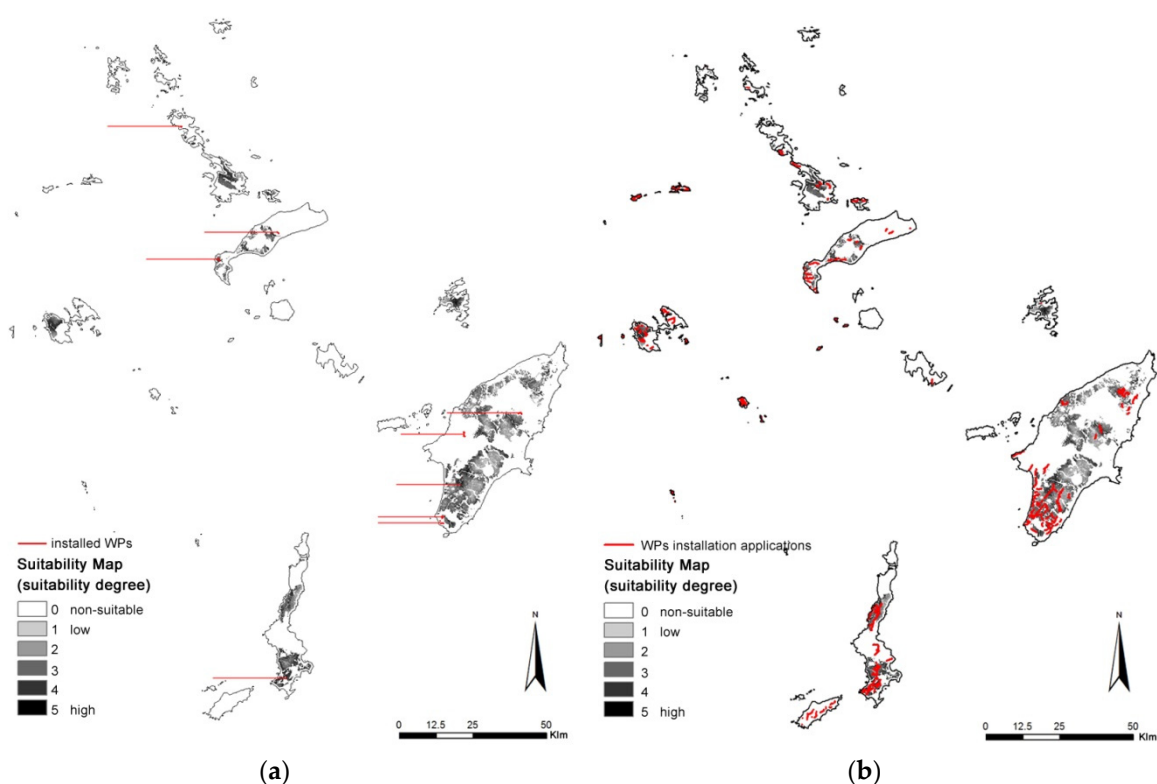 installed WPs
Suitability Map
(suitability degree)
0 non-suitable
1 low
2
3
4
5 high
N
0 12.5 25 50
Klm
(a)
WPs installation applications
Suitability Map
(suitability degree)
0 non-suitable
1 low
2
3
4
5 high
N
0 12.5 25 50
Klm
(b)